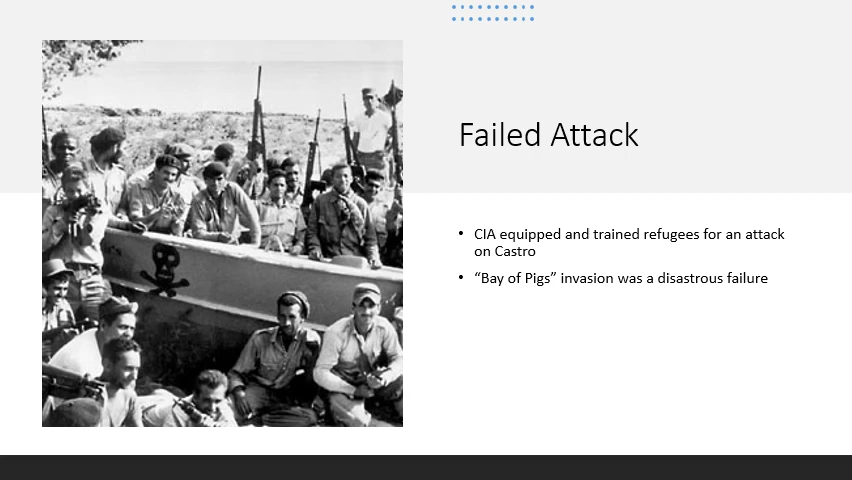 Failed Attack
• CIA equipped and trained refugees for an attack
on Castro
• “Bay of Pigs” invasion was a disastrous failure